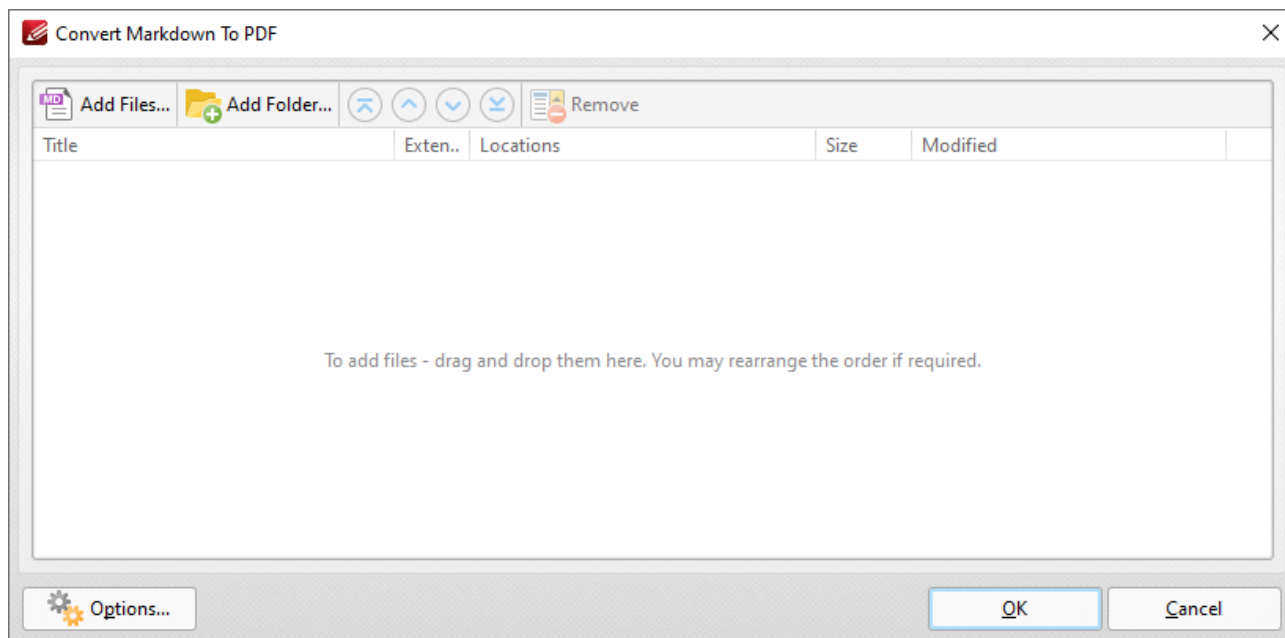 Convert Markdown To PDF
MD Add Files... Add Folder... Remove
Title Exten.. Locations Size Modified
To add files - drag and drop them here. You may rearrange the order if required.
Options... OK Cancel